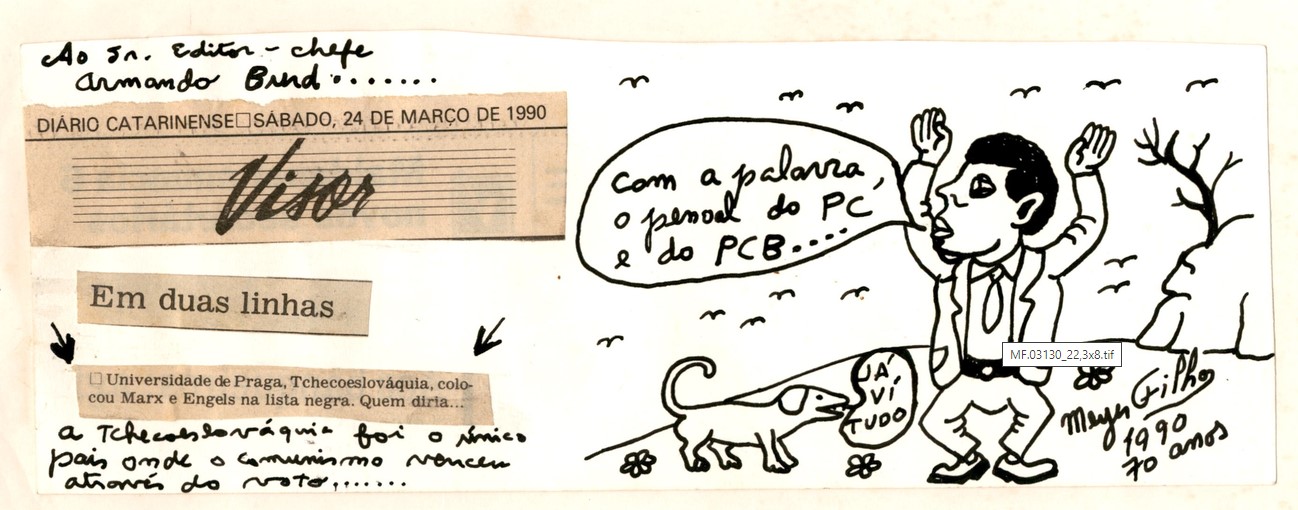 Ao Sr. Editor-chefe
Armando Burd........
DIÁRIO CATARINENSE□SÁBADO, 24 DE MARÇO DE 1990
Visor
Em duas linhas
□ Universidade de Praga, Tchecoeslováquia, colo-
cou Marx e Engels na lista negra. Quem diria...
a Tchecoeslováquia foi o único
país onde o comunismo venceu
através do voto.......
com a palavra,
o pessoal do PC
e do PCB....
JÁ
VÍ
TUDO
MF.03130_22,3x8.tif
Meyer Filho
1990
70 anos